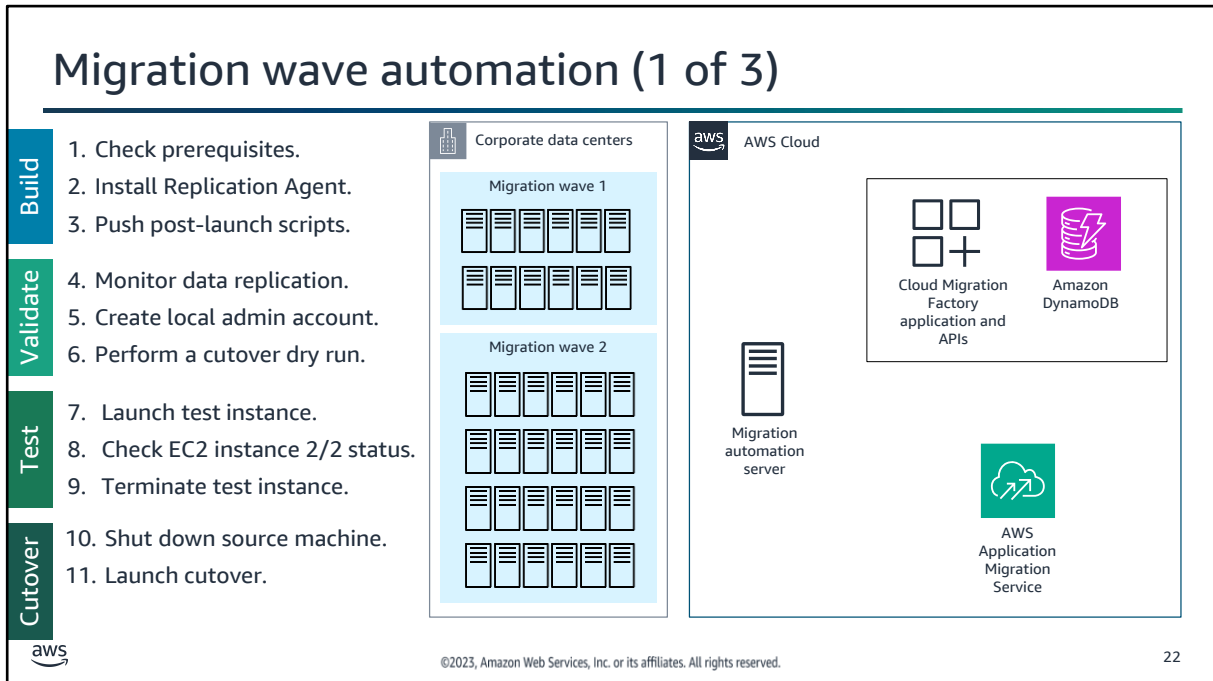 Migration wave automation (1 of 3)
Build
1. Check prerequisites.
2. Install Replication Agent.
3. Push post-launch scripts.
Validate
4. Monitor data replication.
5. Create local admin account.
6. Perform a cutover dry run.
Test
7. Launch test instance.
8. Check EC2 instance 2/2 status.
9. Terminate test instance.
Cutover
10. Shut down source machine.
11. Launch cutover.
Corporate data centers
Migration wave 1
Migration wave 2
aws
AWS Cloud
Cloud Migration
Factory
application and
APIs
Amazon
DynamoDB
Migration
automation
server
AWS
Application
Migration
Service
aws
©2023, Amazon Web Services, Inc. or its affiliates. All rights reserved.
22